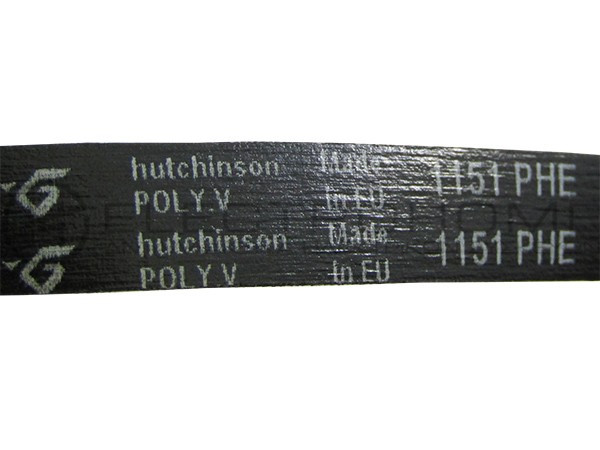 hutchinson Made 1151 PHE
POLY.V In EU
hutchinson Made 1151 PHE
POLY.V In EU